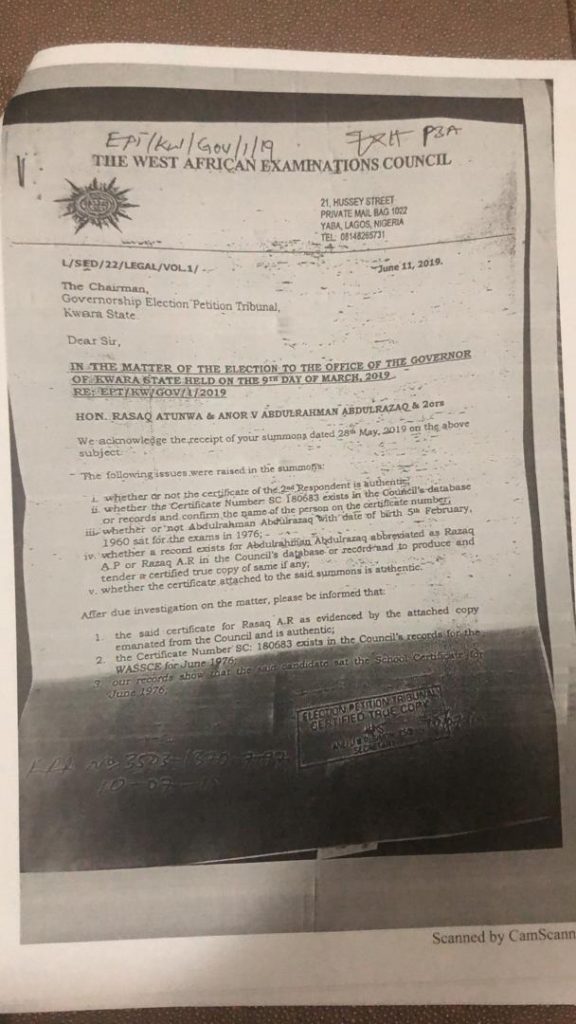 EPT/KW/GOV/1/19
EXH P3A
THE WEST AFRICAN EXAMINATIONS COUNCIL
21, HUSSEY STREET
PRIVATE MAIL BAG 1022
YABA, LAGOS, NIGERIA
TEL: 08148265731
L/SED/22/LEGAL/VOL.1/
June 11, 2019.
The Chairman,
Governorship Election Petition Tribunal,
Kwara State.
Dear Sir,
IN THE MATTER OF THE ELECTION TO THE OFFICE OF THE GOVERNOR
OF KWARA STATE HELD ON THE 9TH DAY OF MARCH, 2019
RE: EPT/KW/GOV/1/2019
HON. RASAQ ATUNWA & ANOR V ABDULRAHMAN ABDULRAZAQ & 2ors
We acknowledge the receipt of your summons dated 28th May, 2019 on the above
subject.
The following issues were raised in the summons:
i. whether or not the certificate of the 2nd Respondent is authentic;
ii. whether the Certificate Number: SC 180683 exists in the Council's database
or records and confirm the name of the person on the certificate number;
iii. whether or not Abdulrahman Abdulrazaq with date of birth 5th February,
1960 sat for the exams in 1976;
iv. whether a record exists for Abdulrahman Abdulrazaq abbreviated as Razaq
A.P or Razaq A.R in the Council's database or record and to produce and
tender a certified true copy of same if any;
v. whether the certificate attached to the said summons is authentic.
After due investigation on the matter, please be informed that:
1. the said certificate for Rasaq A.R as evidenced by the attached copy
emanated from the Council and is authentic;
2. the Certificate Number SC: 180683 exists in the Council's records for the
WASSCE for June 1976;
3. our records show that the said candidate sat the School Certificate for
June 1976.
ELECTION PETITION TRIBUNAL
CERTIFIED TRUE COPY
SECRETARY
Scanned by CamScann